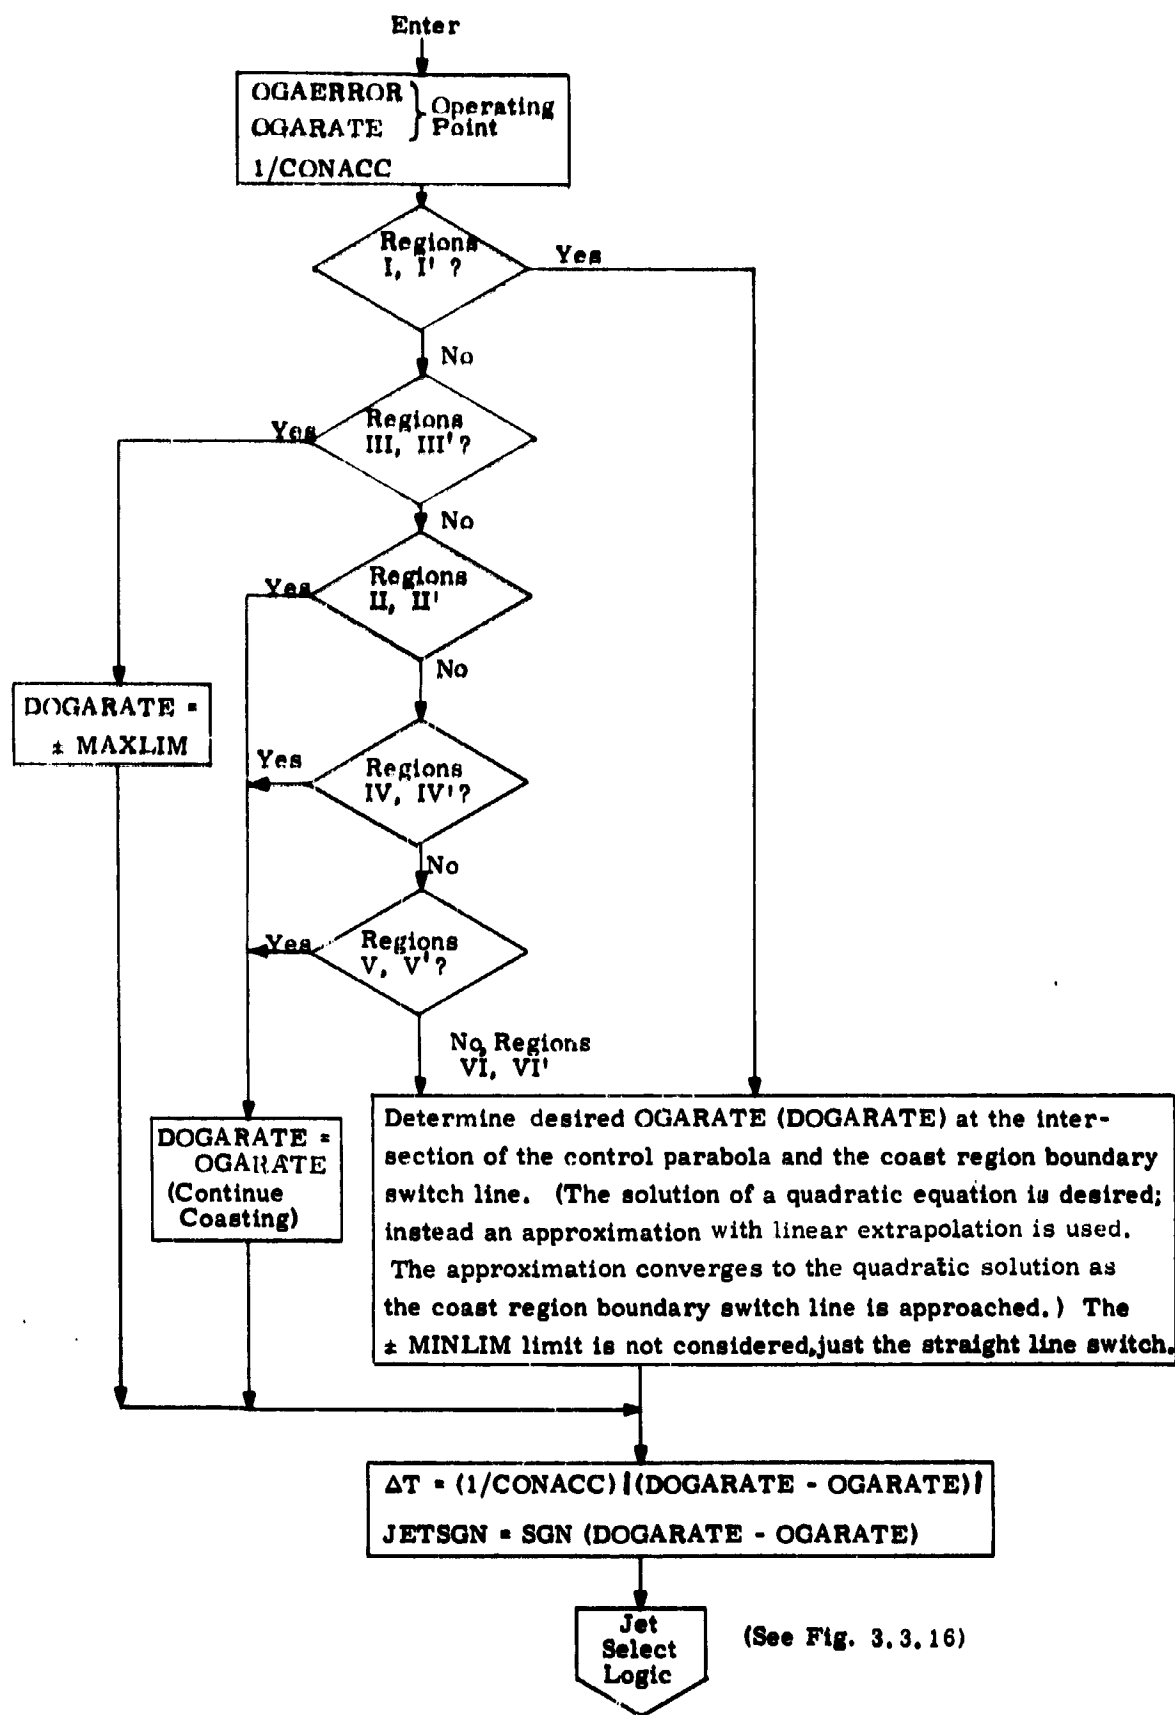 Enter
OGAERROR
OGARATE
Operating
Point
1/CONACC
Regions
I, I' ?
Yes
No
Regions
III, III'?
Yes
No
Regions
II, II'
Yes
No
DOGARATE =
± MAXLIM
Regions
IV, IV'?
Yes
No
Regions
V, V'?
Yes
No, Regions
VI, VI'
DOGARATE =
OGARATE
(Continue
Coasting)
Determine desired OGARATE (DOGARATE) at the inter-
section of the control parabola and the coast region boundary
switch line. (The solution of a quadratic equation is desired;
instead an approximation with linear extrapolation is used.
The approximation converges to the quadratic solution as
the coast region boundary switch line is approached.) The
± MINLIM limit is not considered, just the straight line switch.
ΔT = (1/CONACC) |(DOGARATE - OGARATE)|
JETSGN = SGN (DOGARATE - OGARATE)
Jet
Select
Logic
(See Fig. 3.3.16)